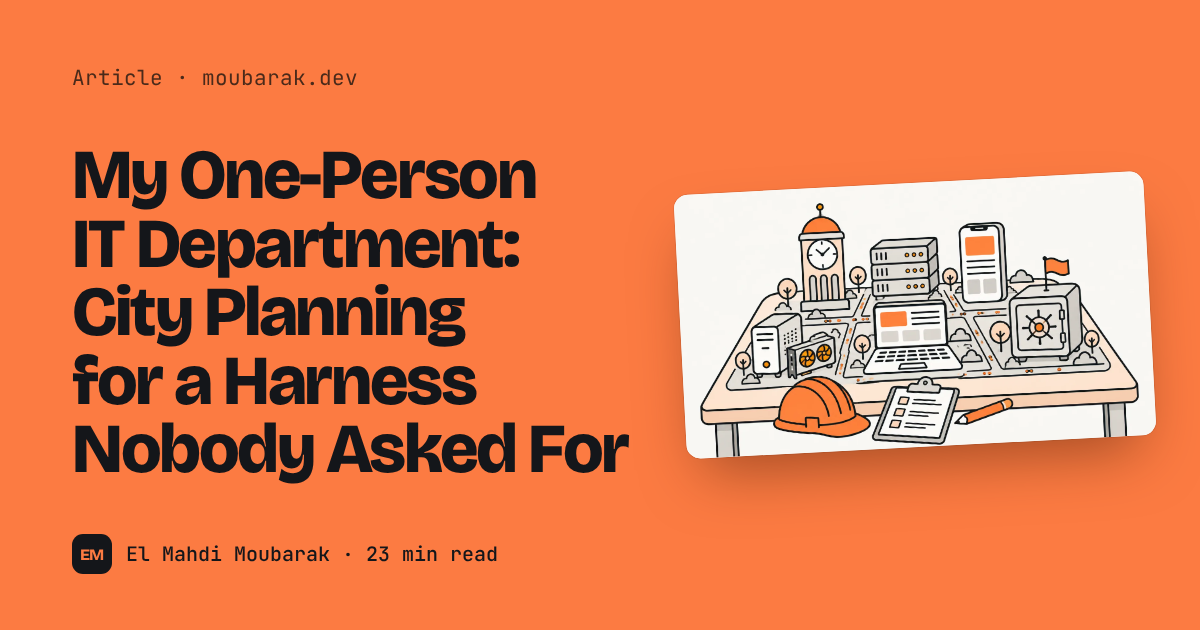 Article · moubarak.dev
My One-Person
IT Department:
City Planning
for a Harness
Nobody Asked For
EM El Mahdi Moubarak · 23 min read